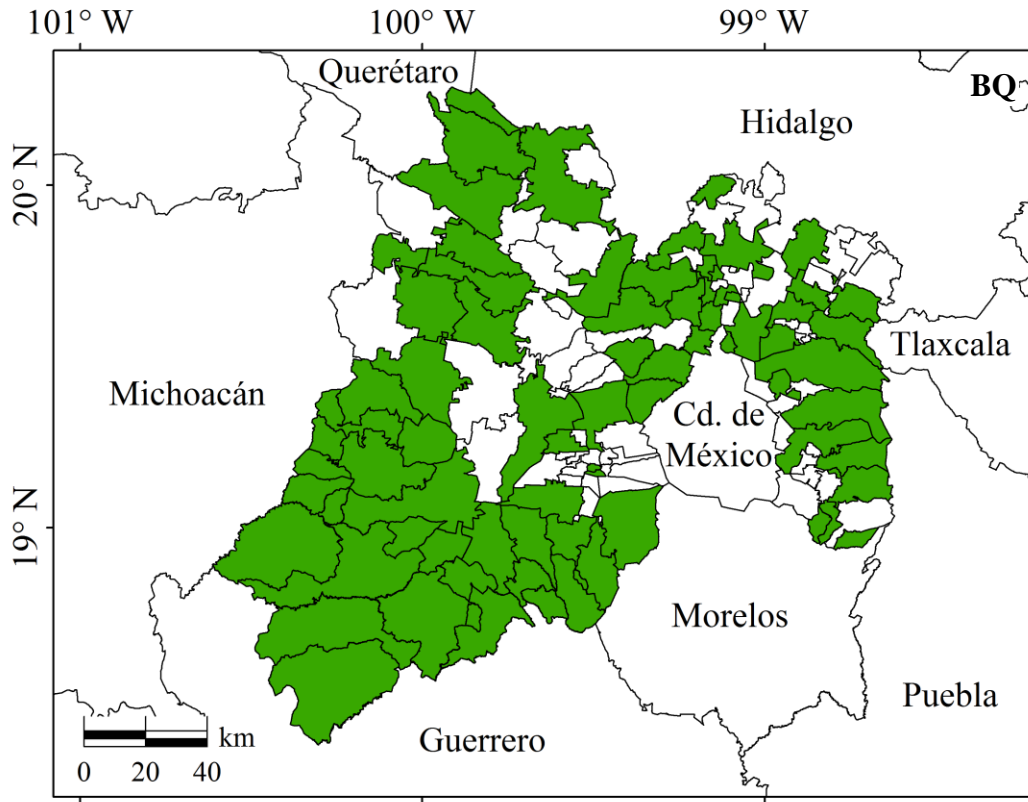 101° W
100° W
99° W
Querétaro
BQ
Hidalgo
20° N
Tlaxcala
Michoacán
Cd. de
México
19° N
Morelos
Puebla
Guerrero
km
0 20 40